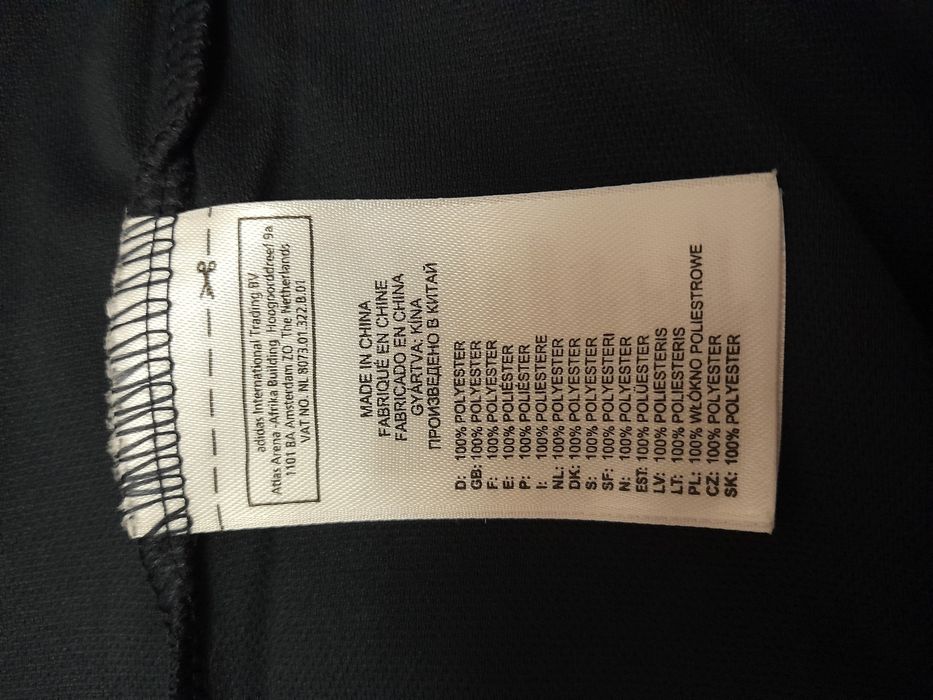 adidas International Trading BV
Atlas Arena -Afrika Building Hoogoorddreef 9a
1101 BA Amsterdam ZO The Netherlands
VAT NO. NL 8073.01.322.B.01
MADE IN CHINA
FABRIQUÉ EN CHINE
FABRICADO EN CHINA
GYÁRTVA: KÍNA
ПРОИЗВЕДЕНО В КИТАЙ
D: 100% POLYESTER
GB: 100% POLYESTER
F: 100% POLYESTER
E: 100% POLIÉSTER
P: 100% POLIÉSTER
I: 100% POLIESTERE
NL: 100% POLYESTER
DK: 100% POLYESTER
S: 100% POLYESTER
SF: 100% POLYESTERI
N: 100% POLYESTER
EST: 100% POLÜESTER
LV: 100% POLIESTERIS
LT: 100% POLIESTERIS
PL: 100% WŁÓKNO POLIESTROWE
CZ: 100% POLYESTER
SK: 100% POLYESTER